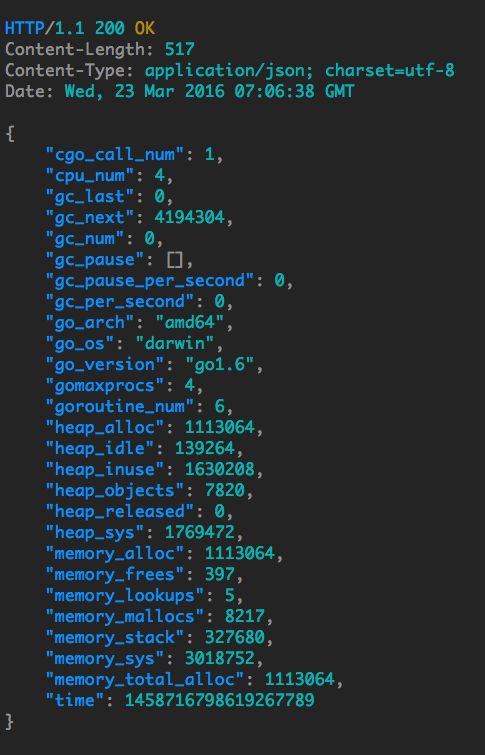 HTTP/1.1 200 OK
Content-Length: 517
Content-Type: application/json; charset=utf-8
Date: Wed, 23 Mar 2016 07:06:38 GMT
{
"cgo_call_num": 1,
"cpu_num": 4,
"gc_last": 0,
"gc_next": 4194304,
"gc_num": 0,
"gc_pause": [],
"gc_pause_per_second": 0,
"gc_per_second": 0,
"go_arch": "amd64",
"go_os": "darwin",
"go_version": "go1.6",
"gomaxprocs": 4,
"goroutine_num": 6,
"heap_alloc": 1113064,
"heap_idle": 139264,
"heap_inuse": 1630208,
"heap_objects": 7820,
"heap_released": 0,
"heap_sys": 1769472,
"memory_alloc": 1113064,
"memory_frees": 397,
"memory_lookups": 5,
"memory_mallocs": 8217,
"memory_stack": 327680,
"memory_sys": 3018752,
"memory_total_alloc": 1113064,
"time": 1458716798619267789
}